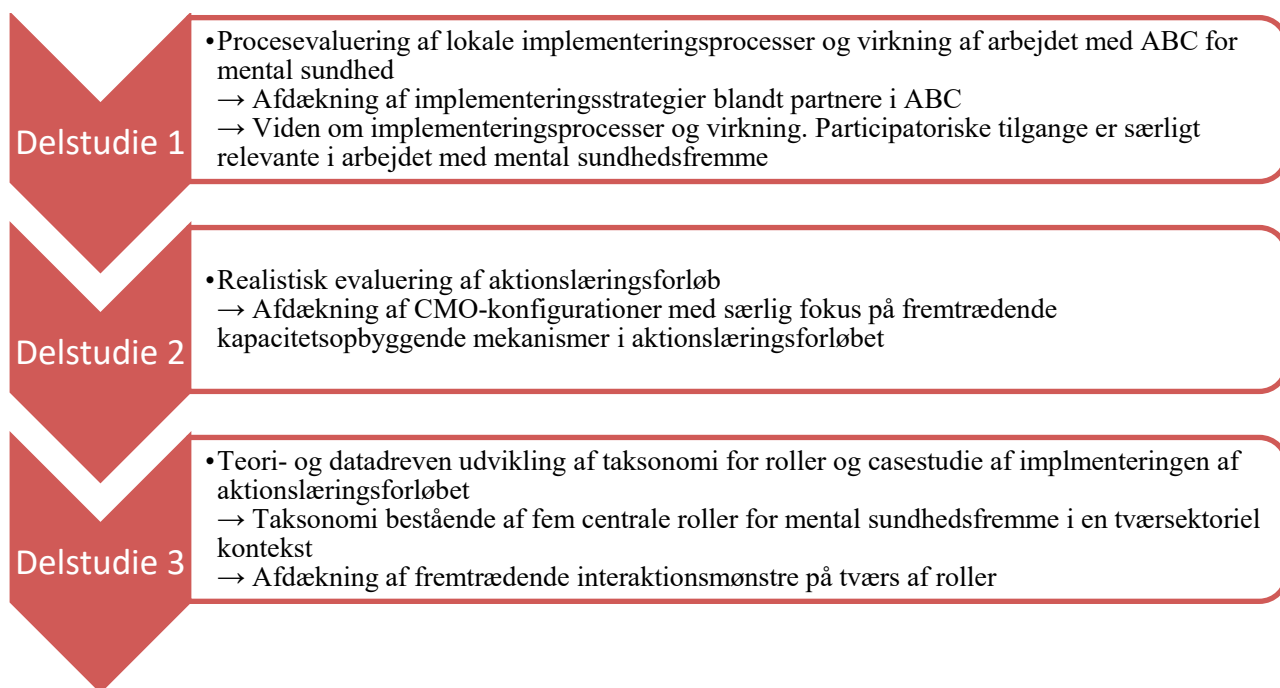 Delstudie 1
•Procesevaluering af lokale implementeringsprocesser og virkning af arbejdet med ABC for
mental sundhed
→ Afdækning af implementeringsstrategier blandt partnere i ABC
→ Viden om implementeringsprocesser og virkning. Participatoriske tilgange er særligt
relevante i arbejdet med mental sundhedsfremme
Delstudie 2
•Realistisk evaluering af aktionslæringsforløb
→ Afdækning af CMO-konfigurationer med særlig fokus på fremtrædende
kapacitetsopbyggende mekanismer i aktionslæringsforløbet
Delstudie 3
•Teori- og datadreven udvikling af taksonomi for roller og casestudie af implmenteringen af
aktionslæringsforløbet
→ Taksonomi bestående af fem centrale roller for mental sundhedsfremme i en tværsektoriel
kontekst
→ Afdækning af fremtrædende interaktionsmønstre på tværs af roller